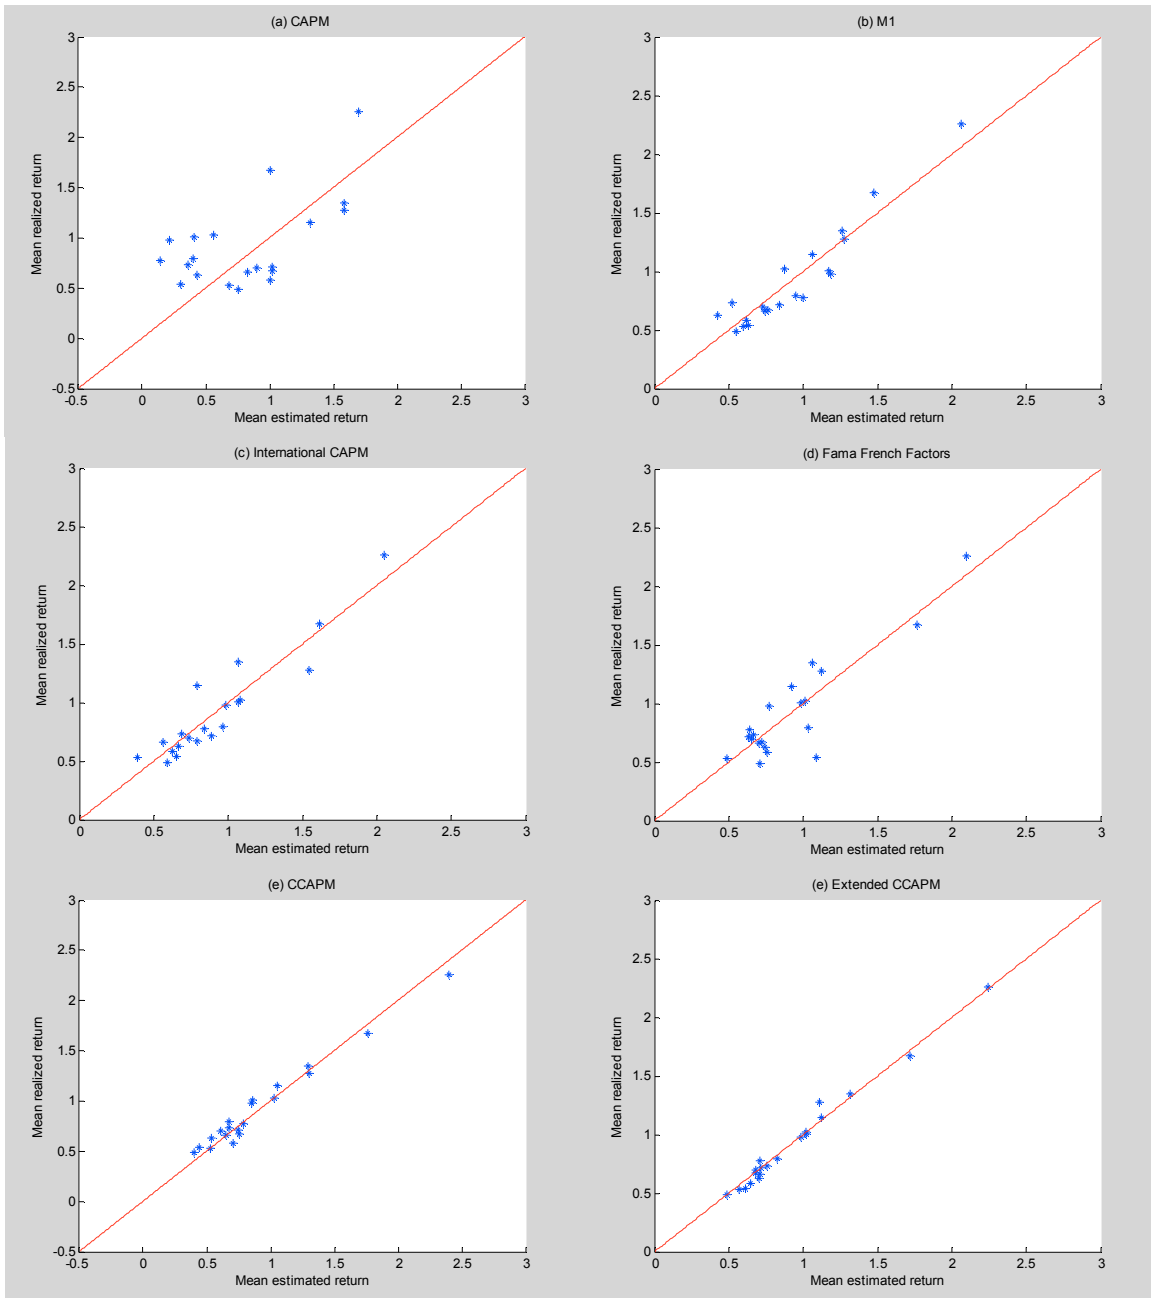 (a) CAPM
3
2.5
2
1.5
1
0.5
0
-0.5
Mean realized return
-0.5 0 0.5 1 1.5 2 2.5 3
Mean estimated return
(b) M1
3
2.5
2
1.5
1
0.5
0
Mean realized return
0 0.5 1 1.5 2 2.5 3
Mean estimated return
(c) International CAPM
3
2.5
2
1.5
1
0.5
0
Mean realized return
0 0.5 1 1.5 2 2.5 3
Mean estimated return
(d) Fama French Factors
3
2.5
2
1.5
1
0.5
0
Mean realized return
0 0.5 1 1.5 2 2.5 3
Mean estimated return
(e) CCAPM
3
2.5
2
1.5
1
0.5
0
-0.5
Mean realized return
-0.5 0 0.5 1 1.5 2 2.5 3
Mean estimated return
(e) Extended CCAPM
3
2.5
2
1.5
1
0.5
0
Mean realized return
0 0.5 1 1.5 2 2.5 3
Mean estimated return